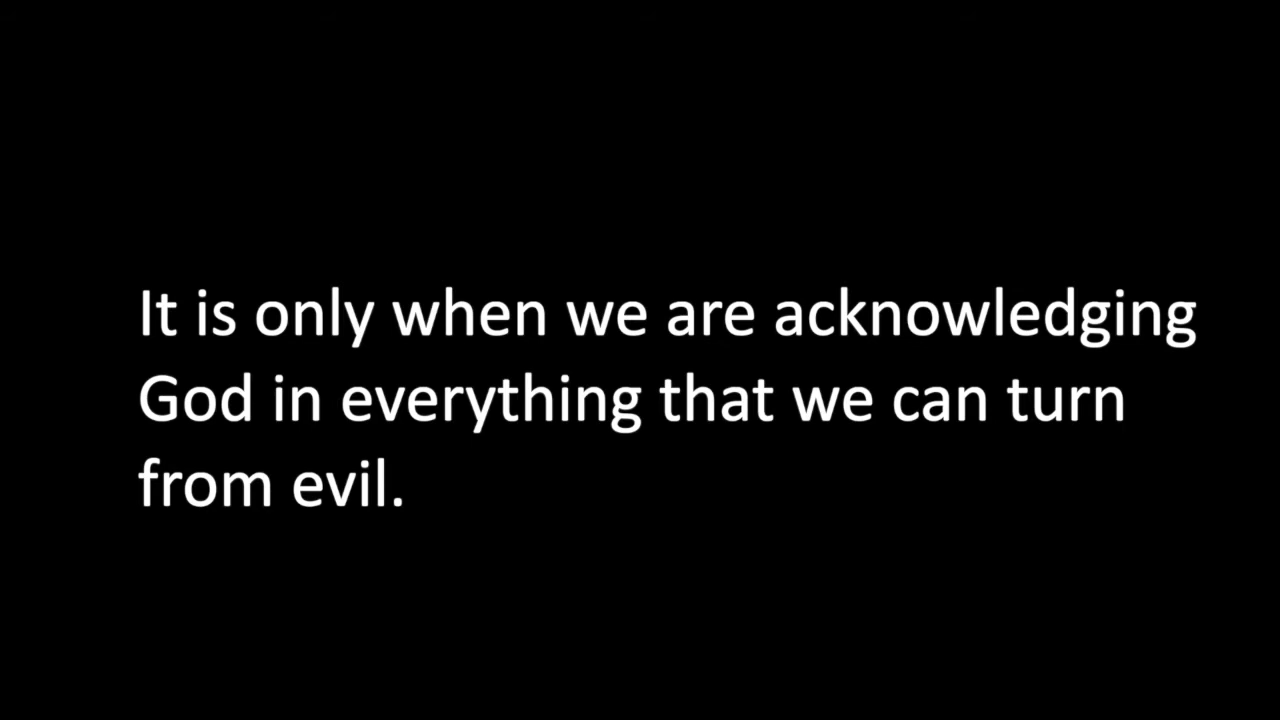 It is only when we are acknowledging
God in everything that we can turn
from evil.